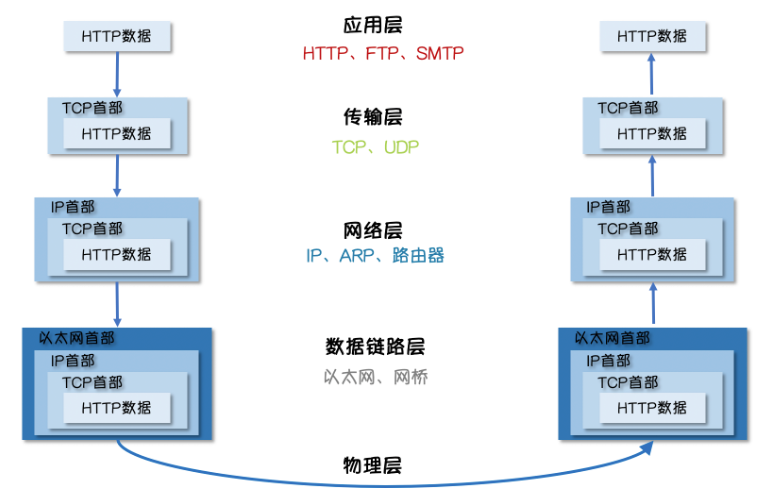 HTTP数据
应用层
HTTP、FTP、SMTP
HTTP数据
TCP首部
HTTP数据
传输层
TCP、UDP
TCP首部
HTTP数据
IP首部
TCP首部
HTTP数据
网络层
IP、ARP、路由器
IP首部
TCP首部
HTTP数据
以太网首部
IP首部
TCP首部
HTTP数据
数据链路层
以太网、网桥
以太网首部
IP首部
TCP首部
HTTP数据
物理层